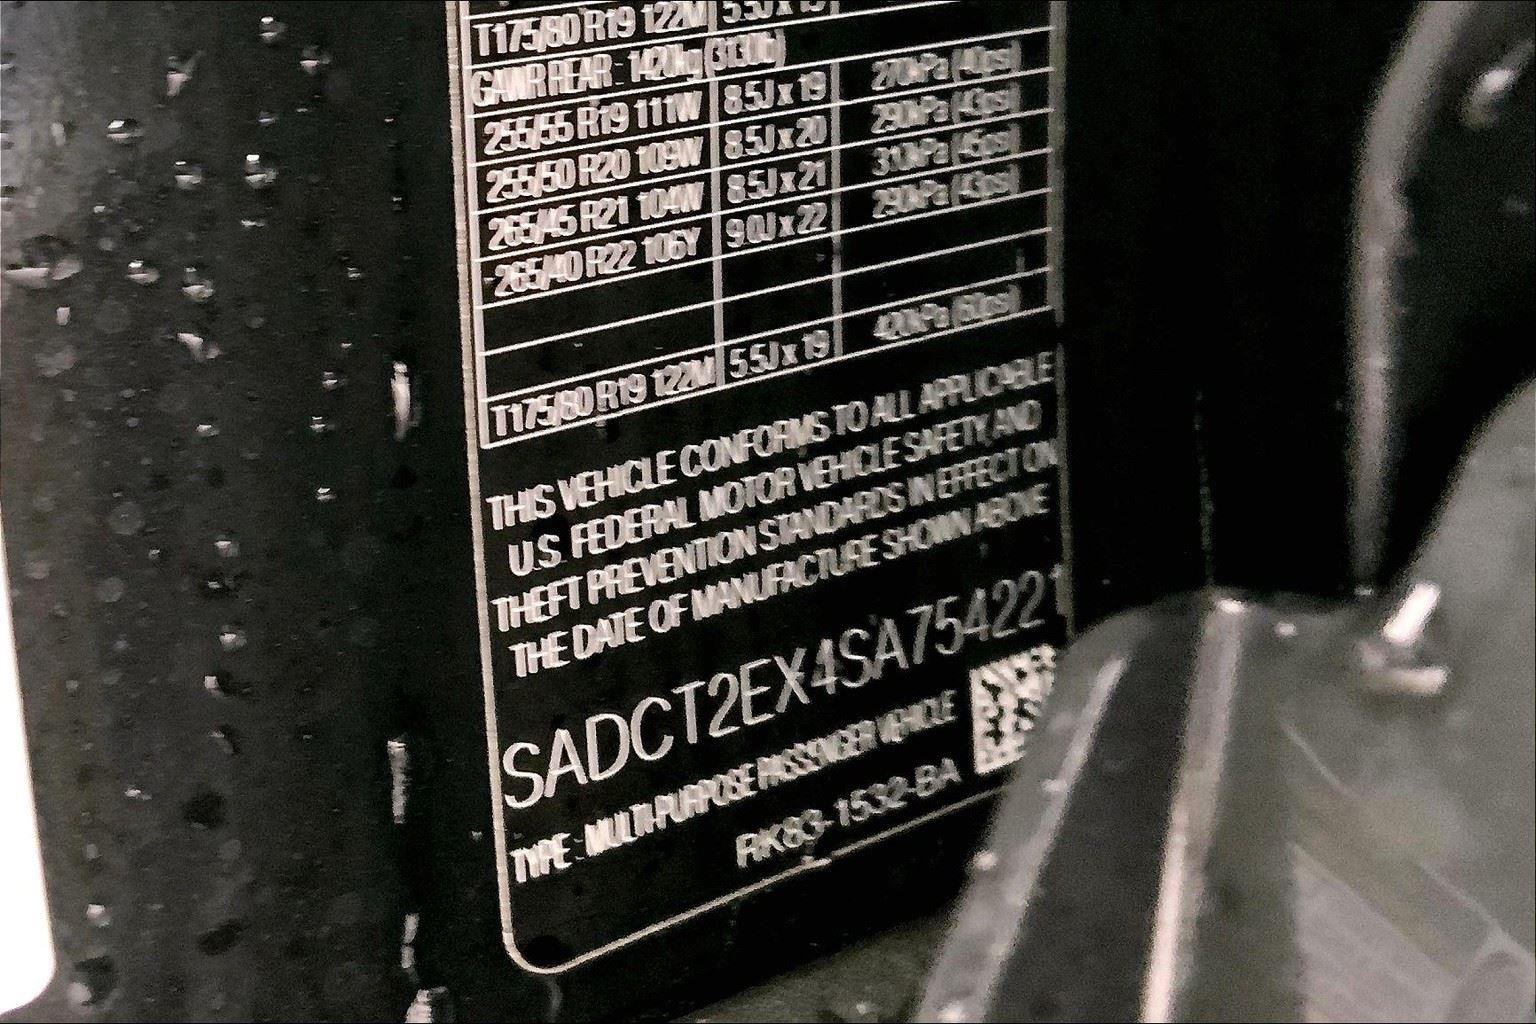 T175/80 R19 122M 5.5J x 19
GAWR REAR : 1420kg (3130lb)
255/55 R19 111W 8.5J x 19 270kPa (40psi)
255/50 R20 109W 8.5J x 20 290kPa (43psi)
265/45 R21 104W 8.5J x 21 310kPa (45psi)
265/40 R22 106Y 9.0J x 22 290kPa (43psi)
T175/80 R19 122M 5.5J x 19 420kPa (60psi)
THIS VEHICLE CONFORMS TO ALL APPLICABLE
U.S. FEDERAL MOTOR VEHICLE SAFETY AND
THEFT PREVENTION STANDARDS IN EFFECT ON
THE DATE OF MANUFACTURE SHOWN ABOVE
SADCT2EX4SA754221
TYPE : MULTI-PURPOSE PASSENGER VEHICLE
RK83-1532-BA